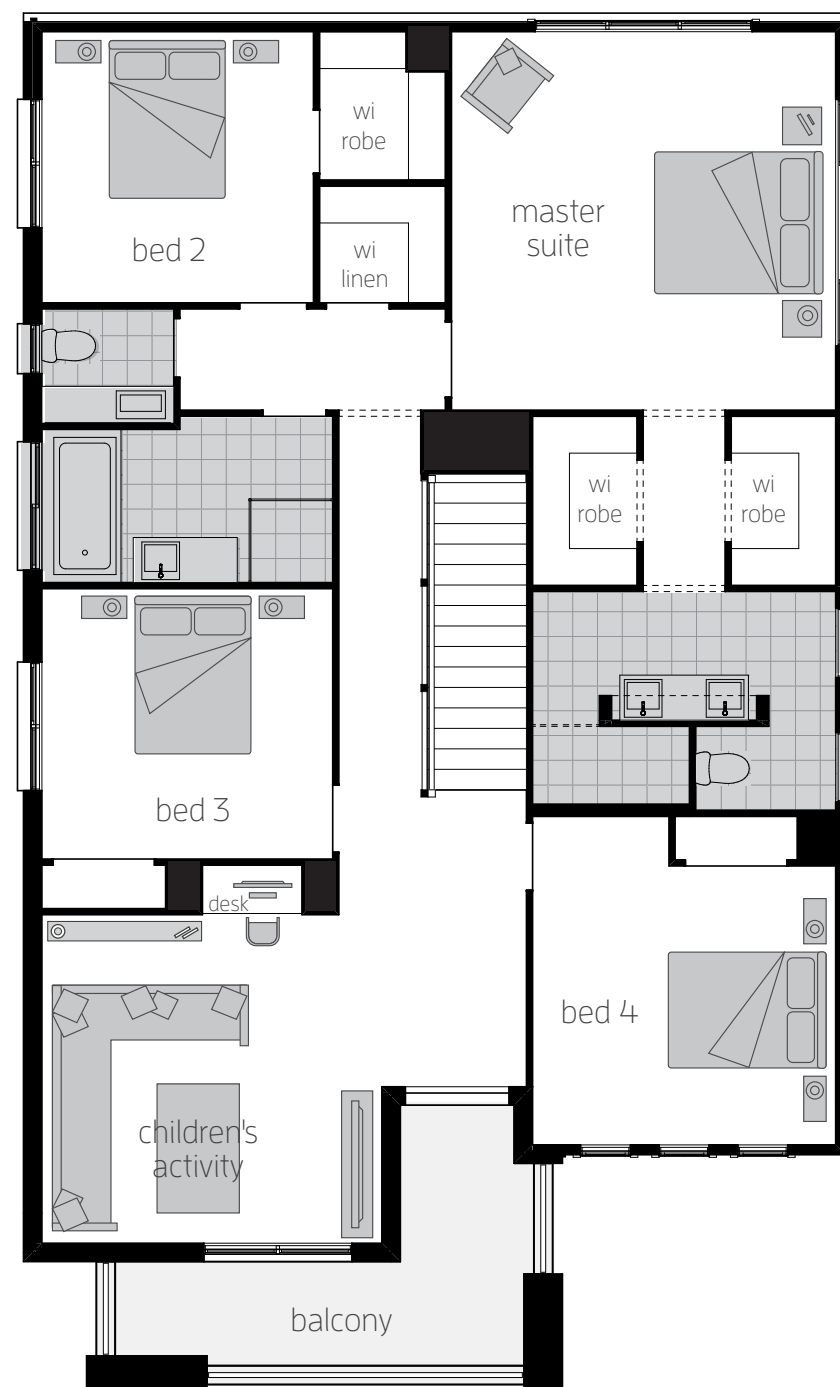 wi
robe
master
suite
bed 2
wi
linen
wi
robe
wi
robe
bed 3
desk
bed 4
children's
activity
balcony